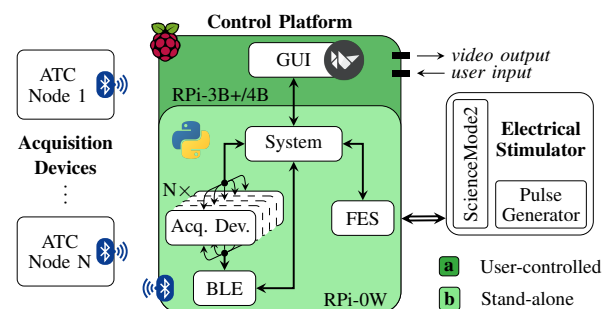 Control Platform
ATC
Node 1
Acquisition
Devices
ATC
Node N
GUI
RPi-3B+/4B
video output
user input
System
N×
Acq. Dev.
FES
BLE
RPi-0W
ScienceMode2
Electrical
Stimulator
Pulse
Generator
a User-controlled
b Stand-alone